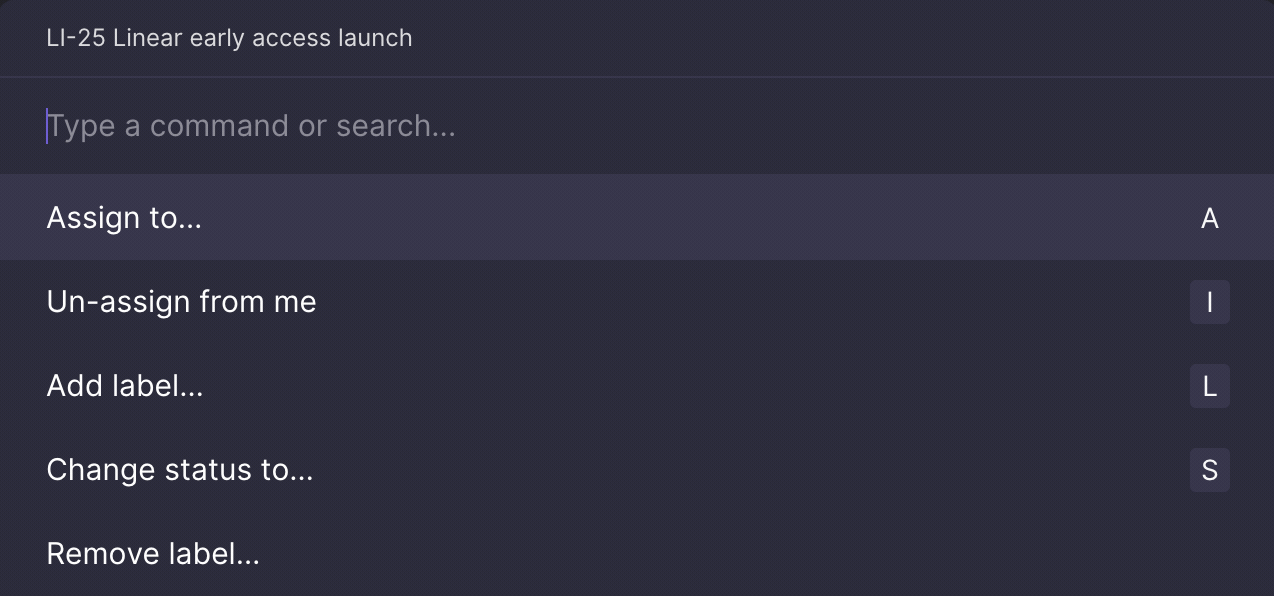 LI-25 Linear early access launch
Type a command or search...
Assign to... A
Un-assign from me I
Add label... L
Change status to... S
Remove label...